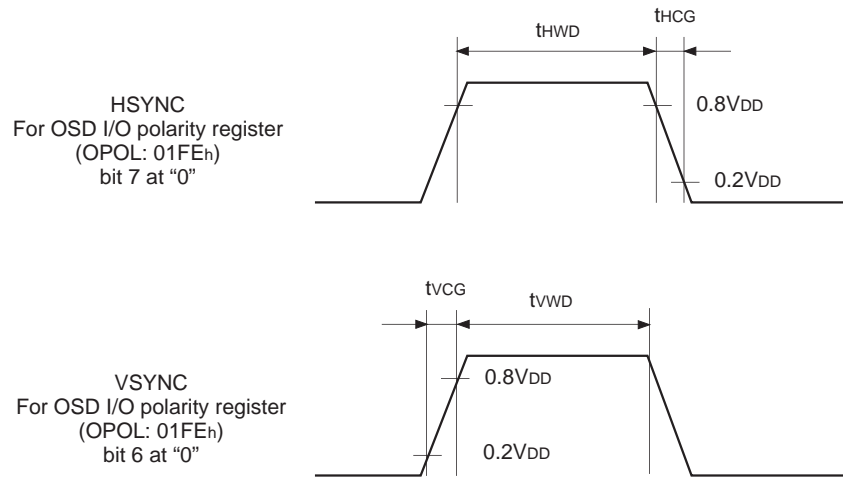 tHWD
tHCG
HSYNC
For OSD I/O polarity register
(OPOL: 01FEh)
bit 7 at “0”
0.8VDD
0.2VDD
tVCG
tVWD
VSYNC
For OSD I/O polarity register
(OPOL: 01FEh)
bit 6 at “0”
0.8VDD
0.2VDD